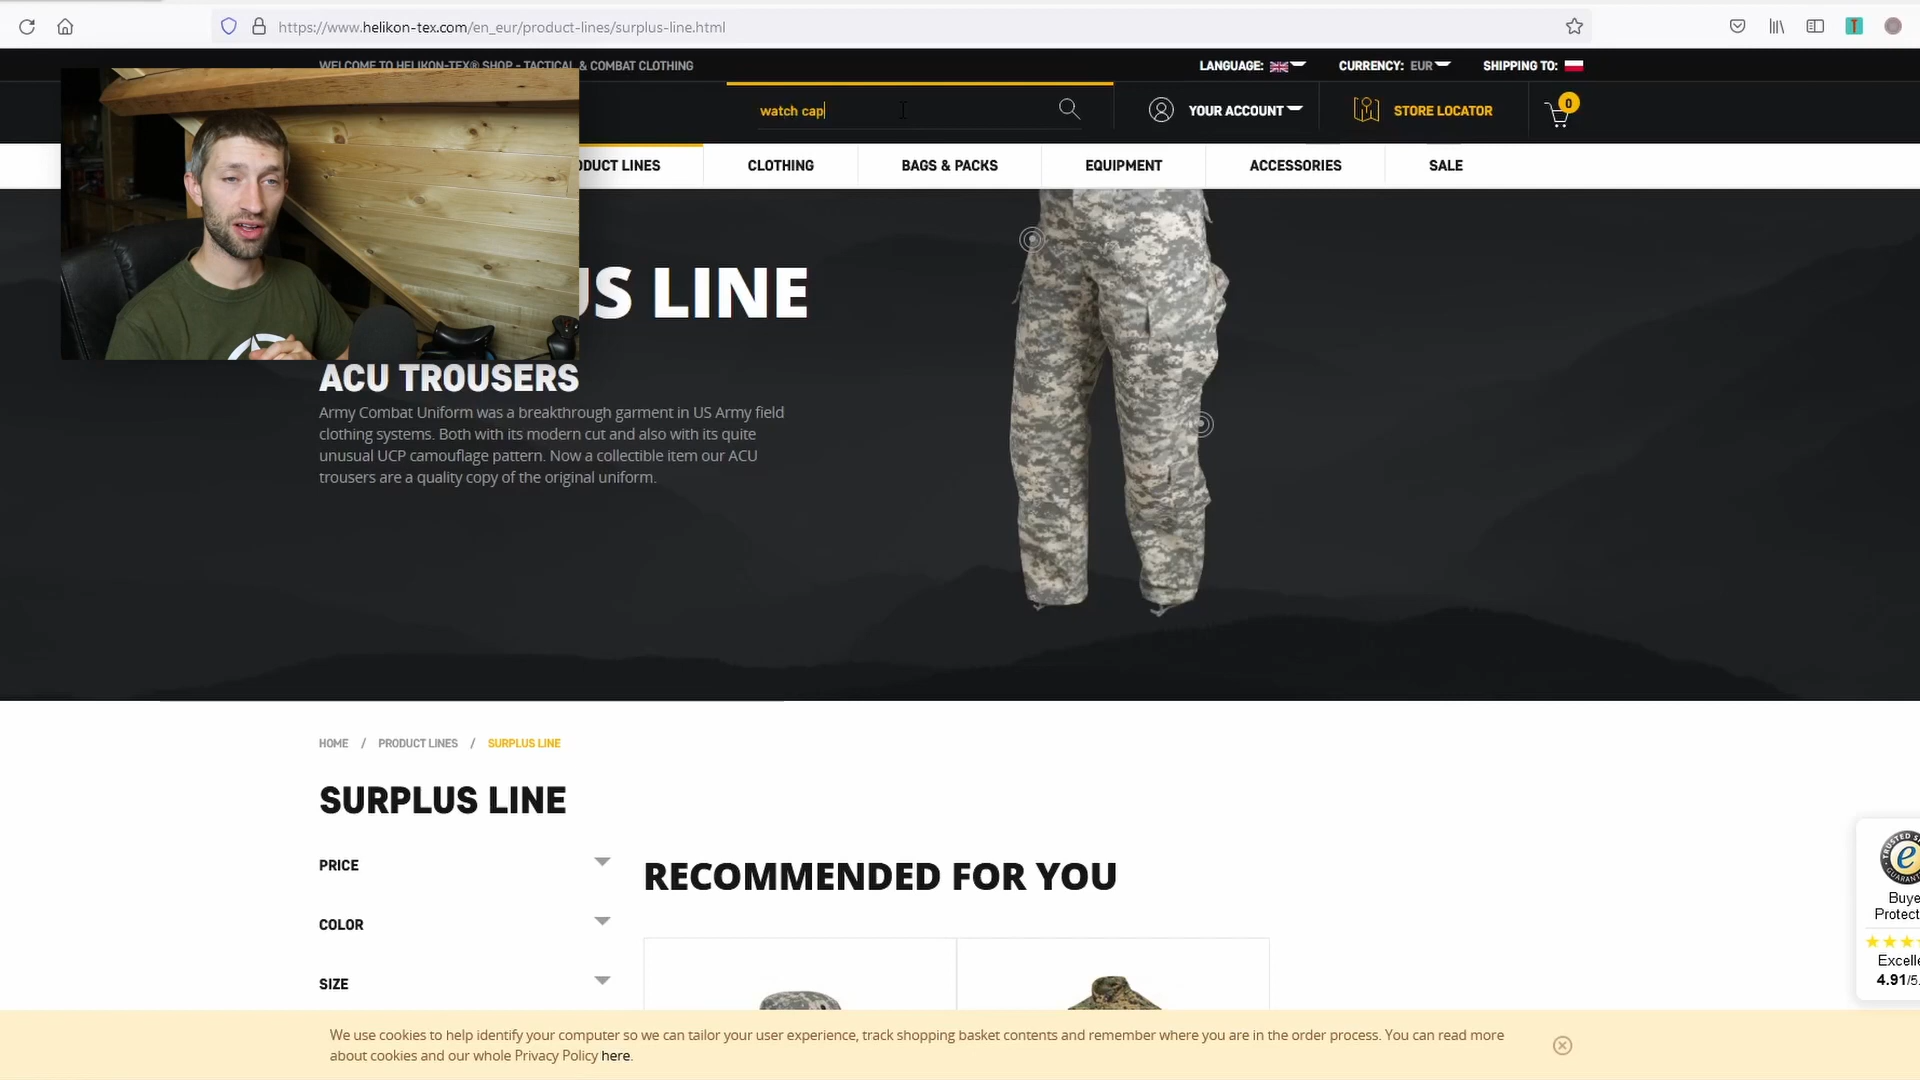 https://www.helikon-tex.com/en_eur/product-lines/surplus-line.html
WELCOME TO HELIKON-TEX® SHOP - TACTICAL & COMBAT CLOTHING
LANGUAGE:
CURRENCY: EUR
SHIPPING TO:
watch cap
YOUR ACCOUNT
STORE LOCATOR
0
ODUCT LINES
CLOTHING
BAGS & PACKS
EQUIPMENT
ACCESSORIES
SALE
US LINE
ACU TROUSERS
Army Combat Uniform was a breakthrough garment in US Army field
clothing systems. Both with its modern cut and also with its quite
unusual UCP camouflage pattern. Now a collectible item our ACU
trousers are a quality copy of the original uniform.
HOME / PRODUCT LINES / SURPLUS LINE
SURPLUS LINE
PRICE
RECOMMENDED FOR YOU
COLOR
SIZE
TRUSTED S
GUARANT
e
Buye
Protect
Excelle
4.91/5.
We use cookies to help identify your computer so we can tailor your user experience, track shopping basket contents and remember where you are in the order process. You can read more
about cookies and our whole Privacy Policy here.